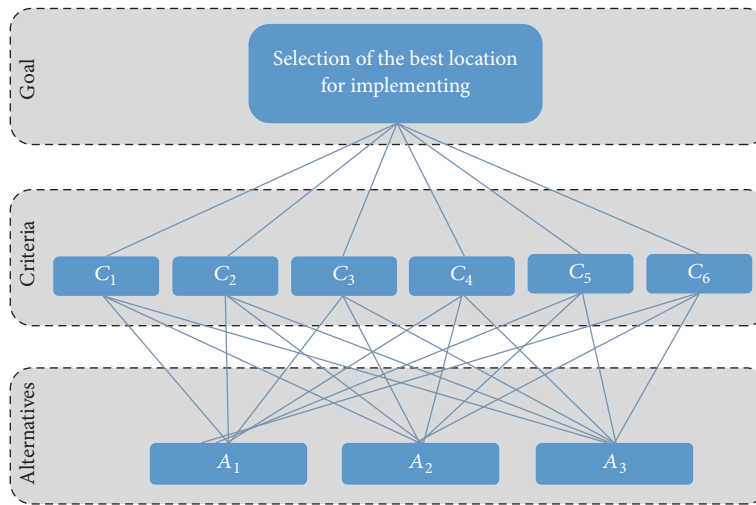 Goal
Selection of the best location
for implementing
Criteria
C1
C2
C3
C4
C5
C6
Alternatives
A1
A2
A3